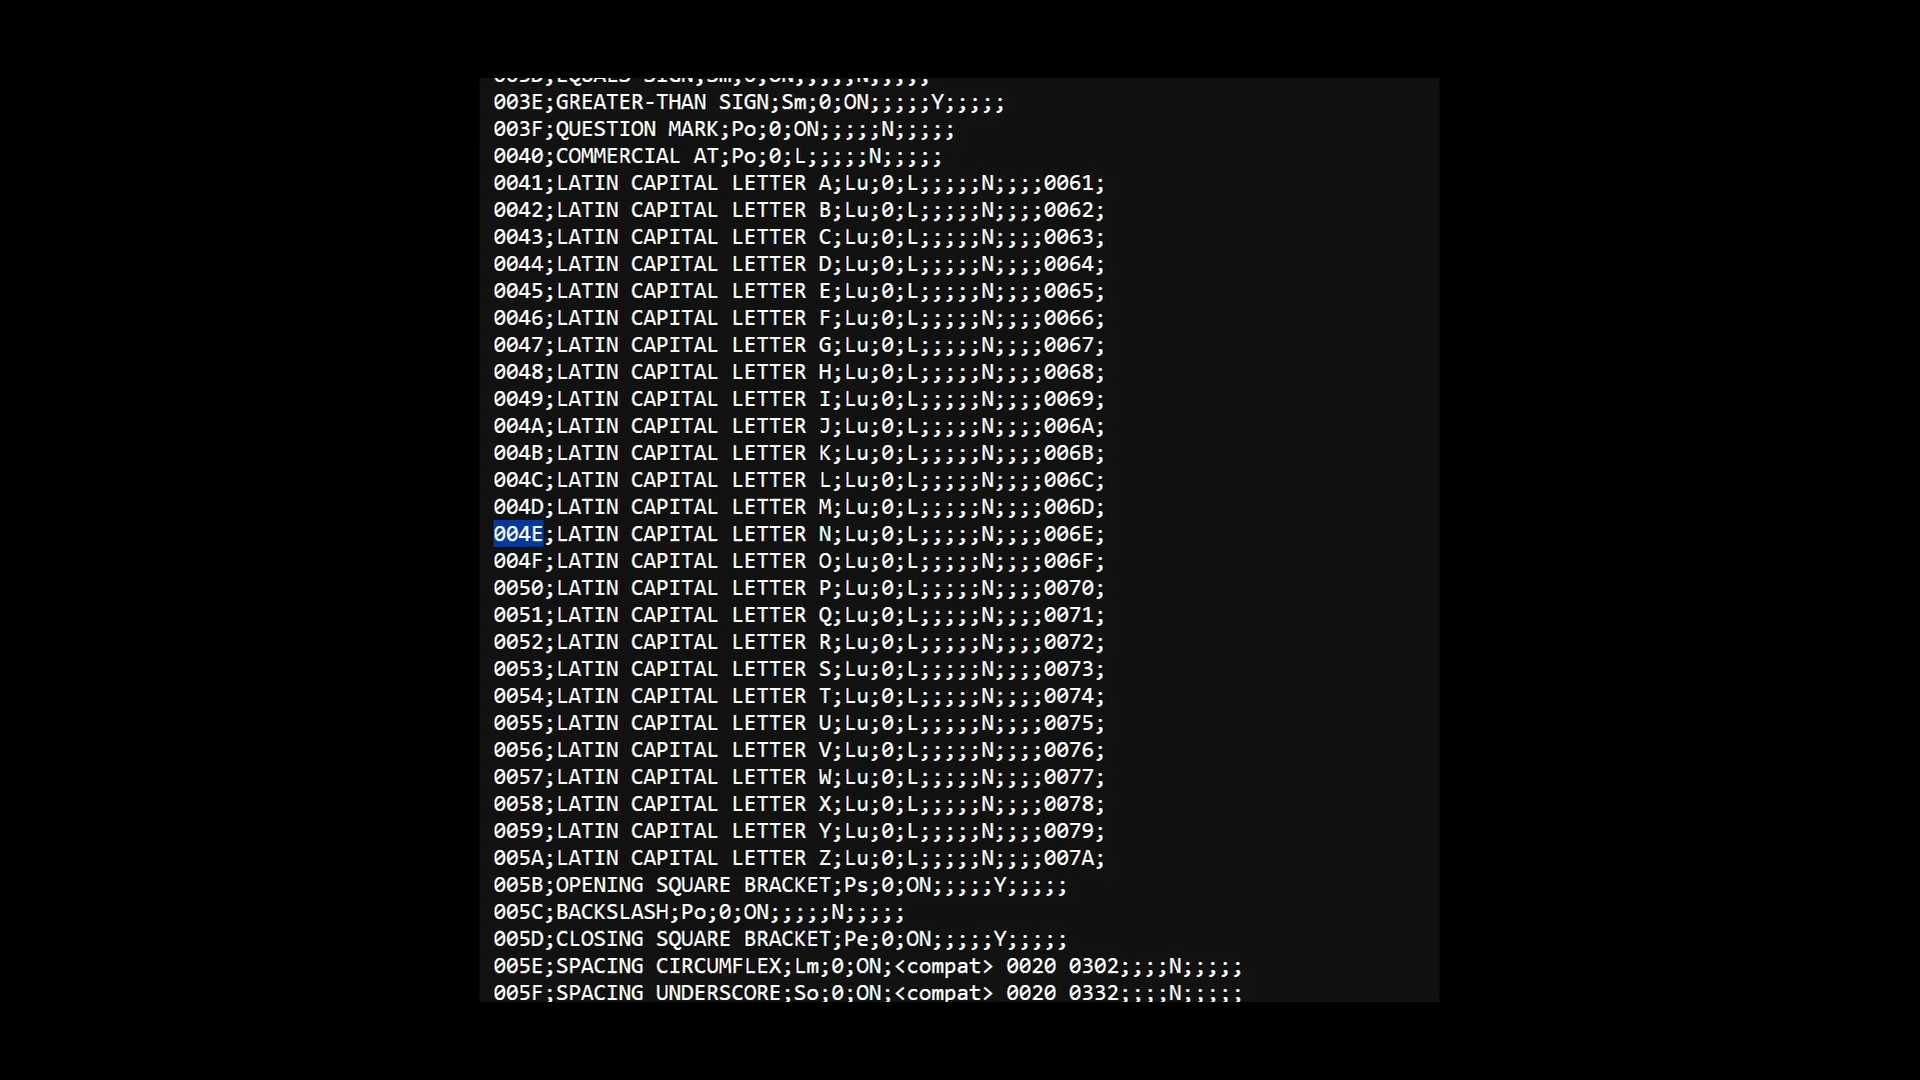 003D;EQUALS SIGN;Sm;0;ON;;;;;N;;;;;
003E;GREATER-THAN SIGN;Sm;0;ON;;;;;Y;;;;;
003F;QUESTION MARK;Po;0;ON;;;;;N;;;;;
0040;COMMERCIAL AT;Po;0;L;;;;;N;;;;;
0041;LATIN CAPITAL LETTER A;Lu;0;L;;;;;N;;;;0061;
0042;LATIN CAPITAL LETTER B;Lu;0;L;;;;;N;;;;0062;
0043;LATIN CAPITAL LETTER C;Lu;0;L;;;;;N;;;;0063;
0044;LATIN CAPITAL LETTER D;Lu;0;L;;;;;N;;;;0064;
0045;LATIN CAPITAL LETTER E;Lu;0;L;;;;;N;;;;0065;
0046;LATIN CAPITAL LETTER F;Lu;0;L;;;;;N;;;;0066;
0047;LATIN CAPITAL LETTER G;Lu;0;L;;;;;N;;;;0067;
0048;LATIN CAPITAL LETTER H;Lu;0;L;;;;;N;;;;0068;
0049;LATIN CAPITAL LETTER I;Lu;0;L;;;;;N;;;;0069;
004A;LATIN CAPITAL LETTER J;Lu;0;L;;;;;N;;;;006A;
004B;LATIN CAPITAL LETTER K;Lu;0;L;;;;;N;;;;006B;
004C;LATIN CAPITAL LETTER L;Lu;0;L;;;;;N;;;;006C;
004D;LATIN CAPITAL LETTER M;Lu;0;L;;;;;N;;;;006D;
004E;LATIN CAPITAL LETTER N;Lu;0;L;;;;;N;;;;006E;
004F;LATIN CAPITAL LETTER O;Lu;0;L;;;;;N;;;;006F;
0050;LATIN CAPITAL LETTER P;Lu;0;L;;;;;N;;;;0070;
0051;LATIN CAPITAL LETTER Q;Lu;0;L;;;;;N;;;;0071;
0052;LATIN CAPITAL LETTER R;Lu;0;L;;;;;N;;;;0072;
0053;LATIN CAPITAL LETTER S;Lu;0;L;;;;;N;;;;0073;
0054;LATIN CAPITAL LETTER T;Lu;0;L;;;;;N;;;;0074;
0055;LATIN CAPITAL LETTER U;Lu;0;L;;;;;N;;;;0075;
0056;LATIN CAPITAL LETTER V;Lu;0;L;;;;;N;;;;0076;
0057;LATIN CAPITAL LETTER W;Lu;0;L;;;;;N;;;;0077;
0058;LATIN CAPITAL LETTER X;Lu;0;L;;;;;N;;;;0078;
0059;LATIN CAPITAL LETTER Y;Lu;0;L;;;;;N;;;;0079;
005A;LATIN CAPITAL LETTER Z;Lu;0;L;;;;;N;;;;007A;
005B;OPENING SQUARE BRACKET;Ps;0;ON;;;;;Y;;;;;
005C;BACKSLASH;Po;0;ON;;;;;N;;;;;
005D;CLOSING SQUARE BRACKET;Pe;0;ON;;;;;Y;;;;;
005E;SPACING CIRCUMFLEX;Lm;0;ON;<compat> 0020 0302;;;;N;;;;;
005F;SPACING UNDERSCORE;So;0;ON;<compat> 0020 0332;;;;N;;;;;